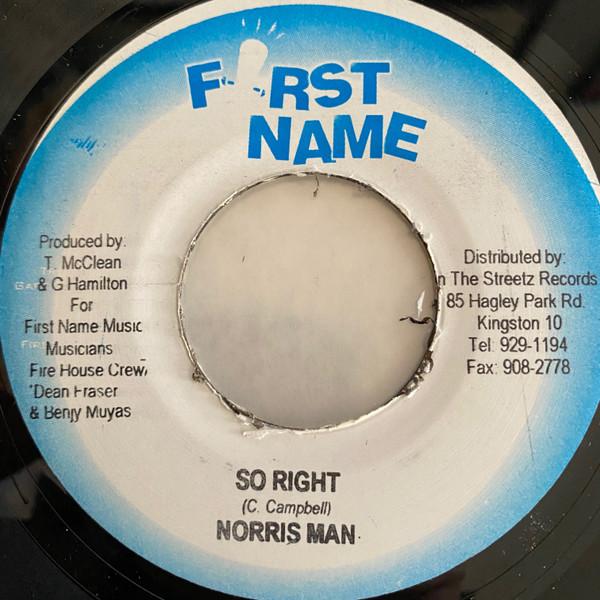 F RST
NAME
Produced by:
T. McClean
& G Hamilton
For
First Name Music
Musicians
Fire House Crew,
Dean Fraser
& Benjy Muyas
Distributed by:
n The Streetz Records
85 Hagley Park Rd.
Kingston 10
Tel: 929-1194
Fax: 908-2778
SO RIGHT
(C. Campbell)
NORRIS MAN